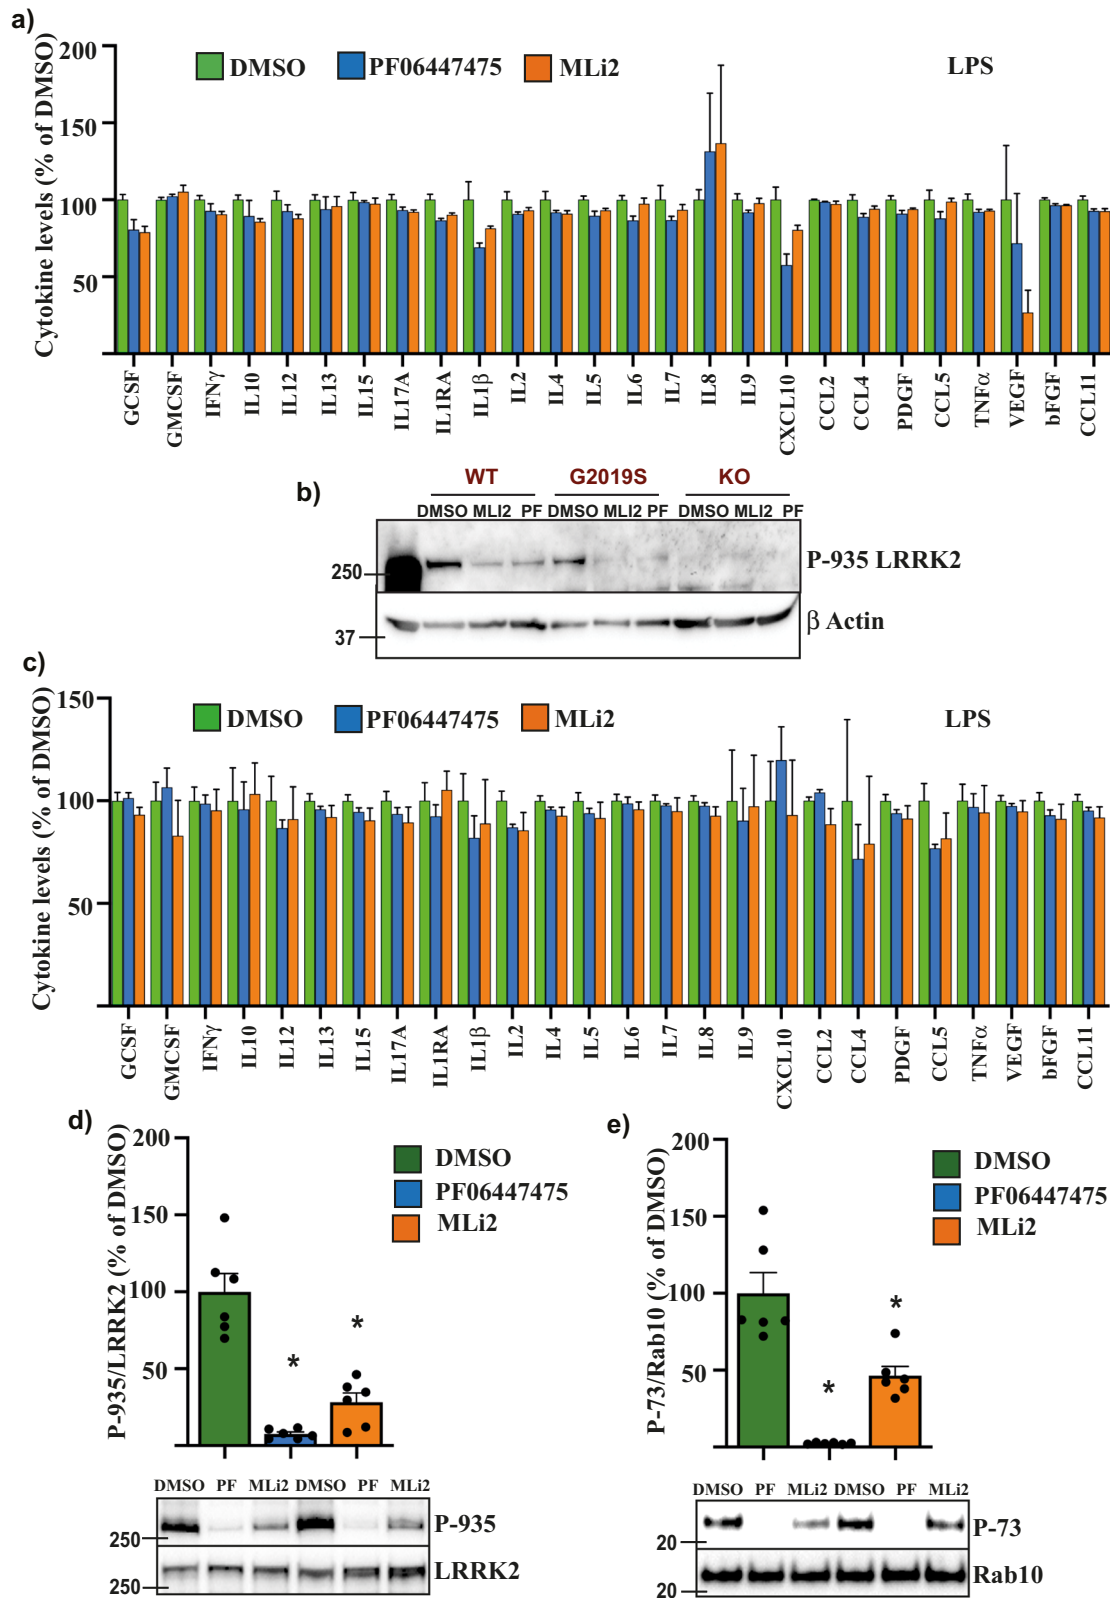 a)
Cytokine levels (% of DMSO)
200
150
100
50
DMSO PF06447475 MLi2 LPS
GCSF GMCSF IFNγ IL10 IL12 IL13 IL15 IL17A IL1RA IL1β IL2 IL4 IL5 IL6 IL7 IL8 IL9 CXCL10 CCL2 CCL4 PDGF CCL5 TNFα VEGF bFGF CCL11
b)
WT G2019S KO
DMSO MLI2 PF DMSO MLI2 PF DMSO MLI2 PF
250
P-935 LRRK2
37
β Actin
c)
Cytokine levels (% of DMSO)
150
100
50
DMSO PF06447475 MLi2 LPS
GCSF GMCSF IFNγ IL10 IL12 IL13 IL15 IL17A IL1RA IL1β IL2 IL4 IL5 IL6 IL7 IL8 IL9 CXCL10 CCL2 CCL4 PDGF CCL5 TNFα VEGF bFGF CCL11
d)
P-935/LRRK2 (% of DMSO)
200
150
100
50
DMSO
PF06447475
MLi2
*
*
DMSO PF MLi2 DMSO PF MLi2
250
P-935
250
LRRK2
e)
P-73/Rab10 (% of DMSO)
200
150
100
50
DMSO
PF06447475
MLi2
*
*
DMSO PF MLi2 DMSO PF MLi2
20
P-73
20
Rab10